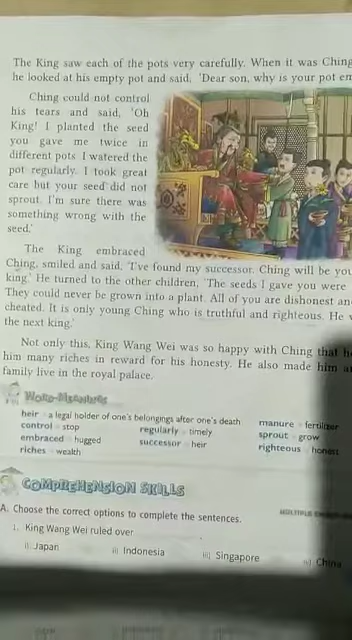 The King saw each of the pots very carefully. When it was Ching
he looked at his empty pot and said, 'Dear son, why is your pot em
Ching could not control
his tears and said, 'Oh
King! I planted the seed
you gave me twice in
different pots. I watered the
pot regularly. I took great
care but your seed did not
sprout. I'm sure there was
something wrong with the
seed.'
The King embraced
Ching, smiled and said, 'I've found my successor. Ching will be you
king.' He turned to the other children, 'The seeds I gave you were
They could never be grown into a plant. All of you are dishonest an
cheated. It is only young Ching who is truthful and righteous. He
the next king.'
Not only this, King Wang Wei was so happy with Ching that h
him many riches in reward for his honesty. He also made him a
family live in the royal palace.
WORD-MEANINGS
heir - a legal holder of one's belongings after one's death
manure - fertilizer
control - stop
regularly - timely
sprout - grow
embraced - hugged
successor - heir
righteous - honest
riches - wealth
COMPREHENSION SKILLS
A. Choose the correct options to complete the sentences.
MULTIPLE
1. King Wang Wei ruled over
i) Japan
ii) Indonesia
iii) Singapore
iv) China